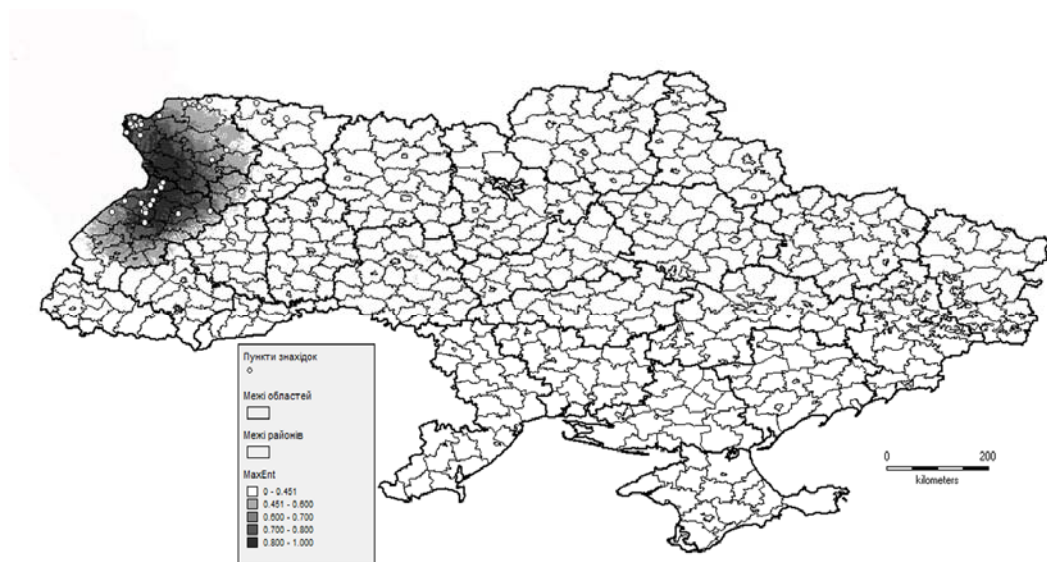 Пункти знахідок
Межі областей
Межі районів
MaxEnt
0 - 0.451
0.451 - 0.600
0.600 - 0.700
0.700 - 0.800
0.800 - 1.000
0 200
kilometers